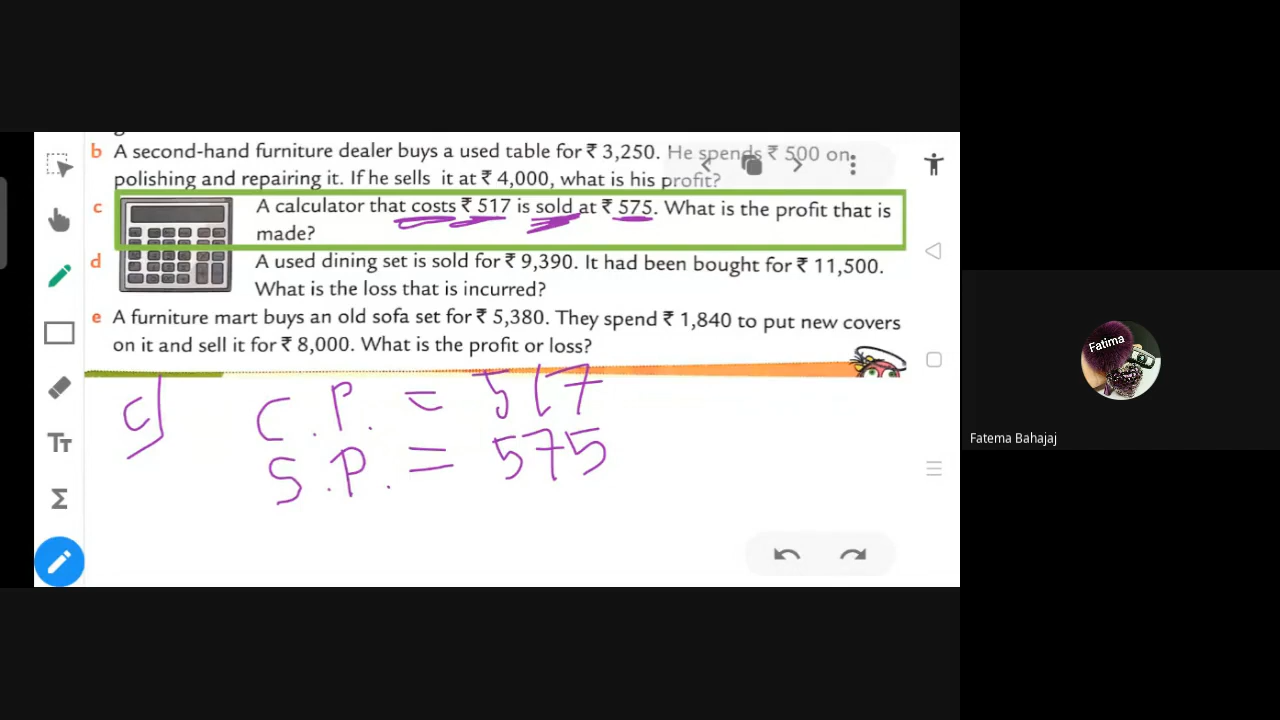 b A second-hand furniture dealer buys a used table for ₹ 3,250. He spends ₹ 500 on
polishing and repairing it. If he sells it at ₹ 4,000, what is his profit?
c A calculator that costs ₹ 517 is sold at ₹ 575. What is the profit that is
made?
d A used dining set is sold for ₹ 9,390. It had been bought for ₹ 11,500.
What is the loss that is incurred?
e A furniture mart buys an old sofa set for ₹ 5,380. They spend ₹ 1,840 to put new covers
on it and sell it for ₹ 8,000. What is the profit or loss?
c) C.P. = 517
S.P. = 575
Tт
Σ
Fatima
Fatema Bahajaj